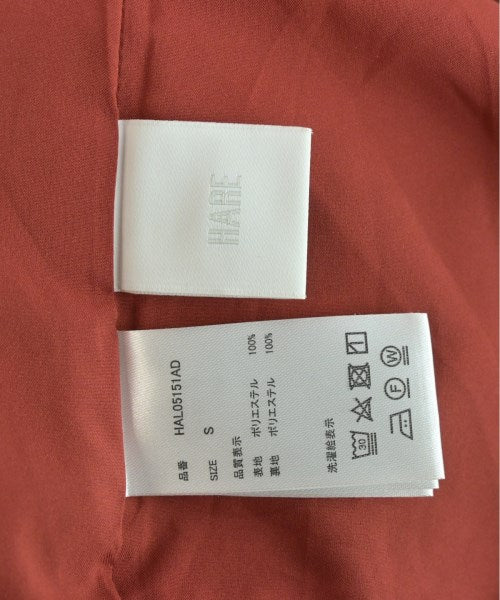 HARE
品番 HAL05151AD
SIZE S
品質表示
表地 ポリエステル 100%
裏地 ポリエステル 100%
洗濯絵表示
30
F W